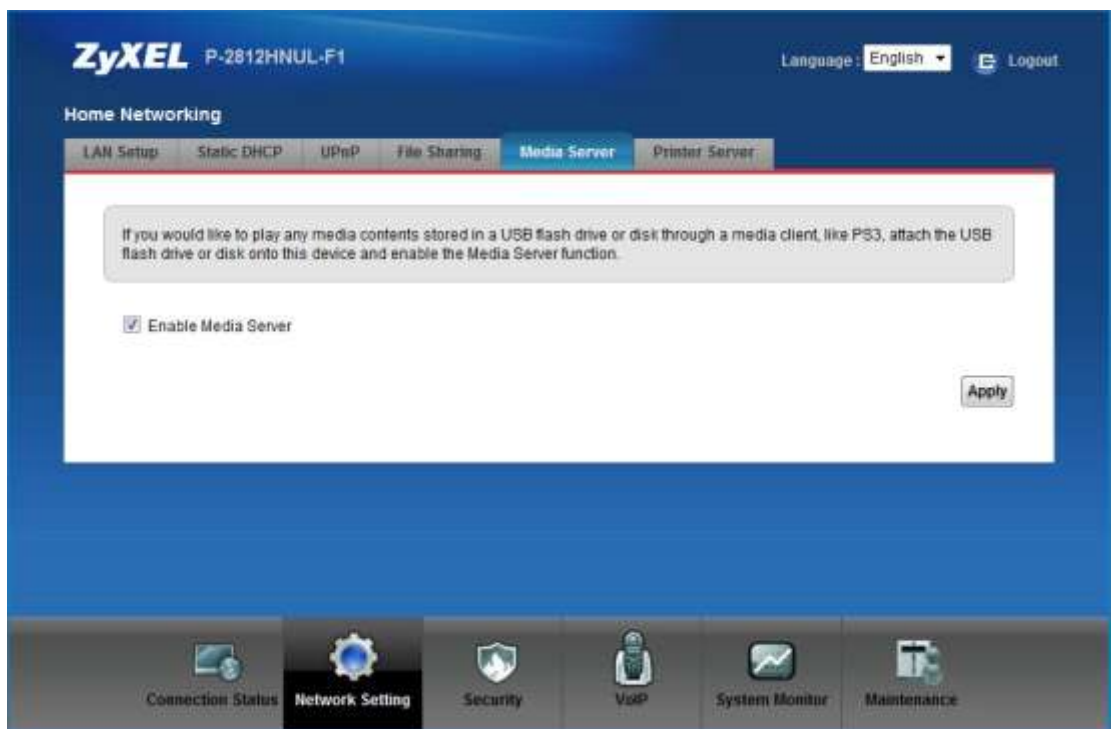 ZyXEL P-2812HNUL-F1
Language : English
Logout
Home Networking
LAN Setup
Static DHCP
UPnP
File Sharing
Media Server
Printer Server
If you would like to play any media contents stored in a USB flash drive or disk through a media client, like PS3, attach the USB
flash drive or disk onto this device and enable the Media Server function.
Enable Media Server
Apply
Connection Status
Network Setting
Security
VoIP
System Monitor
Maintenance